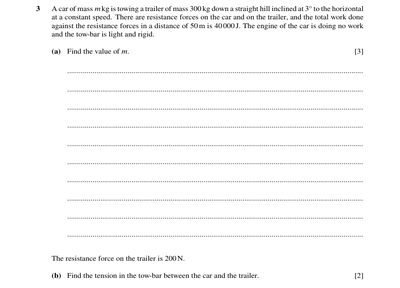 3 A car of mass m kg is towing a trailer of mass 300 kg down a straight hill inclined at 3° to the horizontal
at a constant speed. There are resistance forces on the car and on the trailer, and the total work done
against the resistance forces in a distance of 50 m is 40 000 J. The engine of the car is doing no work
and the tow-bar is light and rigid.
(a) Find the value of m. [3]
The resistance force on the trailer is 200 N.
(b) Find the tension in the tow-bar between the car and the trailer. [2]